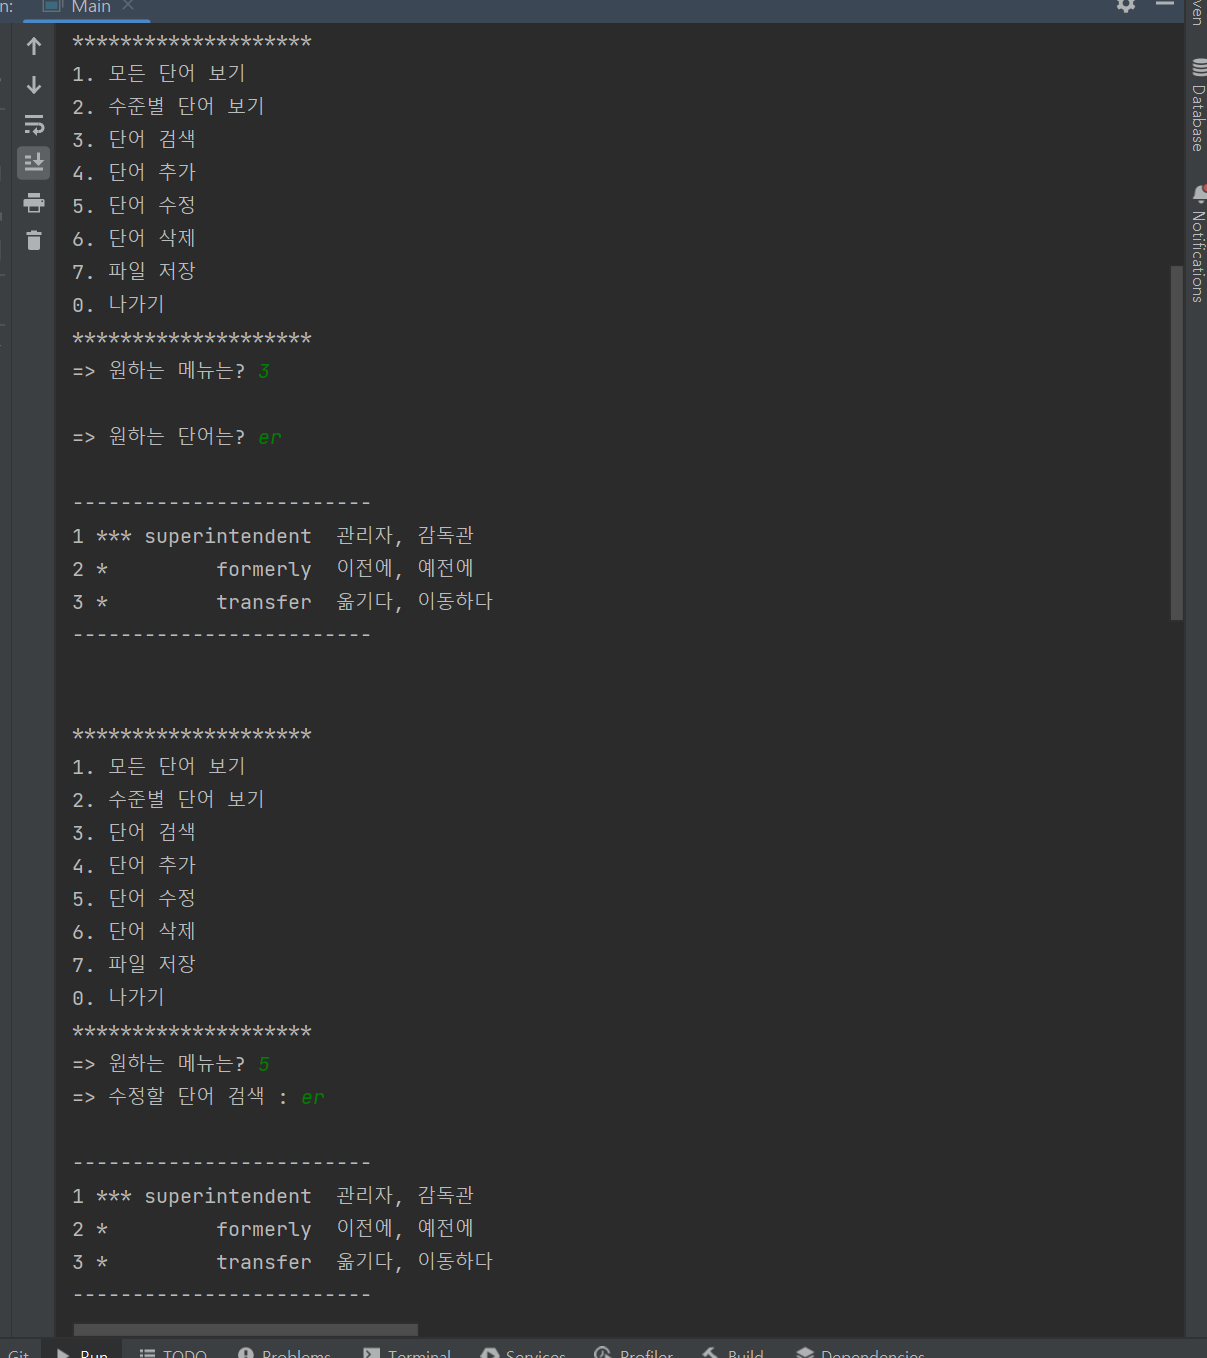 n:
Main
********************
1. 모든 단어 보기
2. 수준별 단어 보기
3. 단어 검색
4. 단어 추가
5. 단어 수정
6. 단어 삭제
7. 파일 저장
0. 나가기
********************
=> 원하는 메뉴는? 3
=> 원하는 단어는? er
-------------------------
1 *** superintendent  관리자, 감독관
2 *         formerly  이전에, 예전에
3 *         transfer  옮기다, 이동하다
-------------------------
********************
1. 모든 단어 보기
2. 수준별 단어 보기
3. 단어 검색
4. 단어 추가
5. 단어 수정
6. 단어 삭제
7. 파일 저장
0. 나가기
********************
=> 원하는 메뉴는? 5
=> 수정할 단어 검색 : er
-------------------------
1 *** superintendent  관리자, 감독관
2 *         formerly  이전에, 예전에
3 *         transfer  옮기다, 이동하다
-------------------------
ven
Database
Notifications
Git
Run
TODO
Problems
Terminal
Services
Profiler
Build
Dependencies